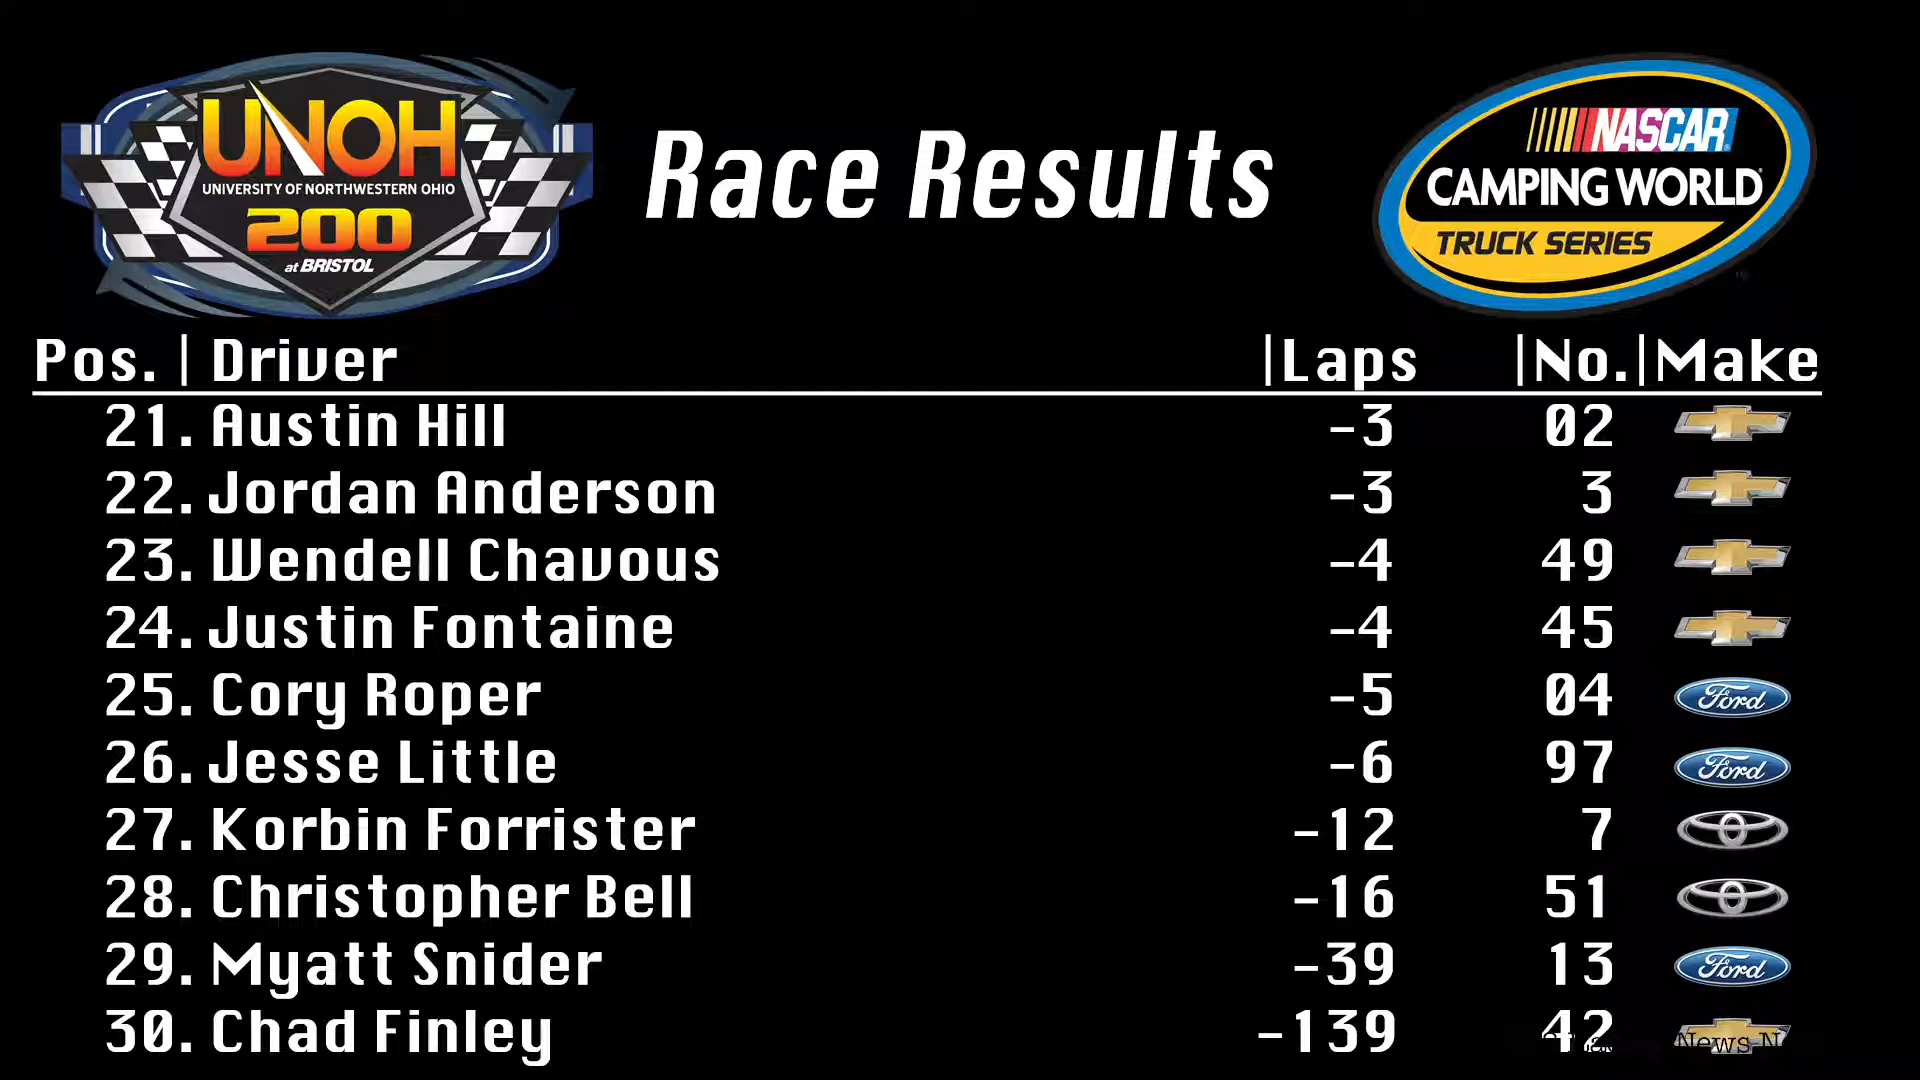 UNOH
UNIVERSITY OF NORTHWESTERN OHIO
200
at BRISTOL
Race Results
NASCAR
CAMPING WORLD
TRUCK SERIES
Pos. | Driver |Laps |No.|Make
21. Austin Hill -3 02
22. Jordan Anderson -3 3
23. Wendell Chavous -4 49
24. Justin Fontaine -4 45
25. Cory Roper -5 04 Ford
26. Jesse Little -6 97 Ford
27. Korbin Forrister -12 7
28. Christopher Bell -16 51
29. Myatt Snider -39 13 Ford
30. Chad Finley -139 42
News